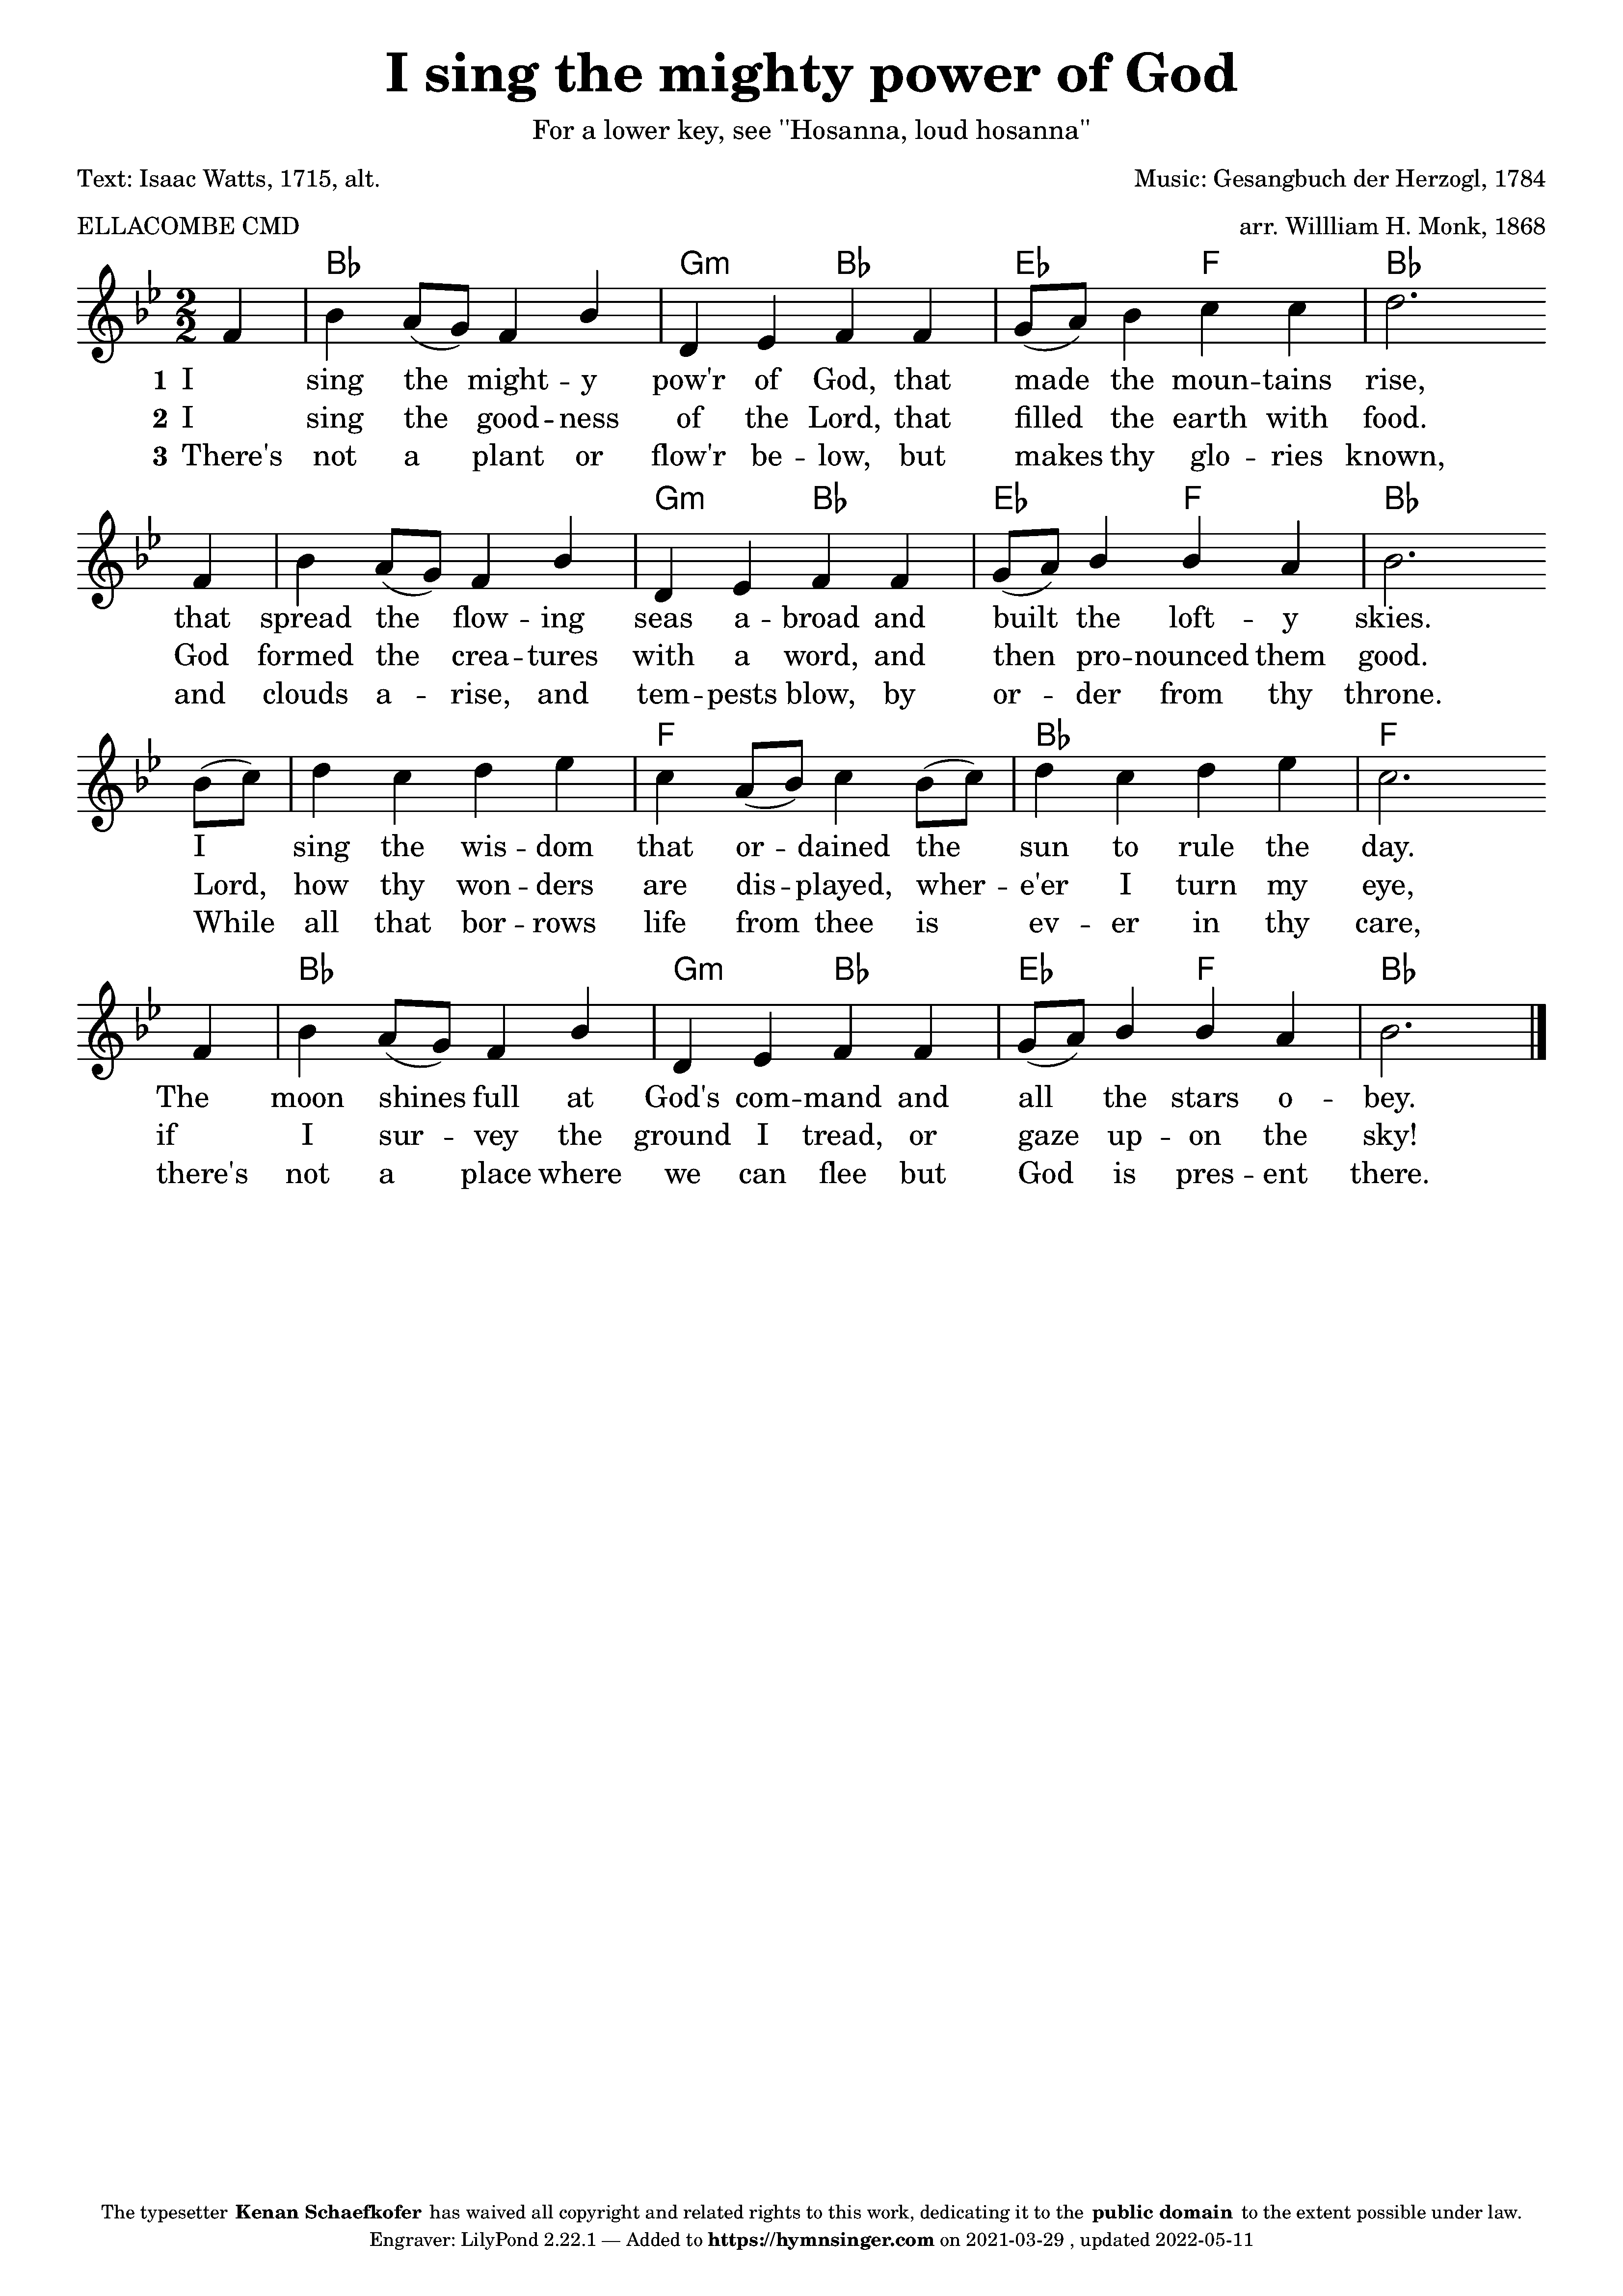 I sing the mighty power of God
For a lower key, see "Hosanna, loud hosanna"
Text: Isaac Watts, 1715, alt.
Music: Gesangbuch der Herzogl, 1784
ELLACOMBE CMD
arr. Willliam H. Monk, 1868
B♭ Gm B♭ E♭ F B♭
2
2
1 I sing the might -- y pow'r of God, that made the moun -- tains rise,
2 I sing the good -- ness of the Lord, that filled the earth with food.
3 There's not a plant or flow'r be -- low, but makes thy glo -- ries known,
Gm B♭ E♭ F B♭
that spread the flow -- ing seas a -- broad and built the loft -- y skies.
God formed the crea -- tures with a word, and then pro -- nounced them good.
and clouds a -- rise, and tem -- pests blow, by or -- der from thy throne.
F B♭ F
I sing the wis -- dom that or -- dained the sun to rule the day.
Lord, how thy won -- ders are dis -- played, wher -- e'er I turn my eye,
While all that bor -- rows life from thee is ev -- er in thy care,
B♭ Gm B♭ E♭ F B♭
The moon shines full at God's com -- mand and all the stars o -- bey.
if I sur -- vey the ground I tread, or gaze up -- on the sky!
there's not a place where we can flee but God is pres -- ent there.
The typesetter Kenan Schaefkofer has waived all copyright and related rights to this work, dedicating it to the public domain to the extent possible under law.
Engraver: LilyPond 2.22.1 — Added to https://hymnsinger.com on 2021-03-29 , updated 2022-05-11